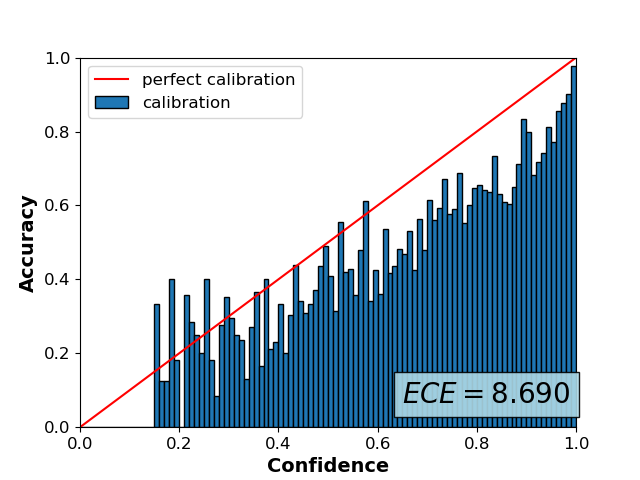 perfect calibration
calibration
Accuracy
1.0
0.8
0.6
0.4
0.2
0.0
ECE = 8.690
0.0 0.2 0.4 0.6 0.8 1.0
Confidence